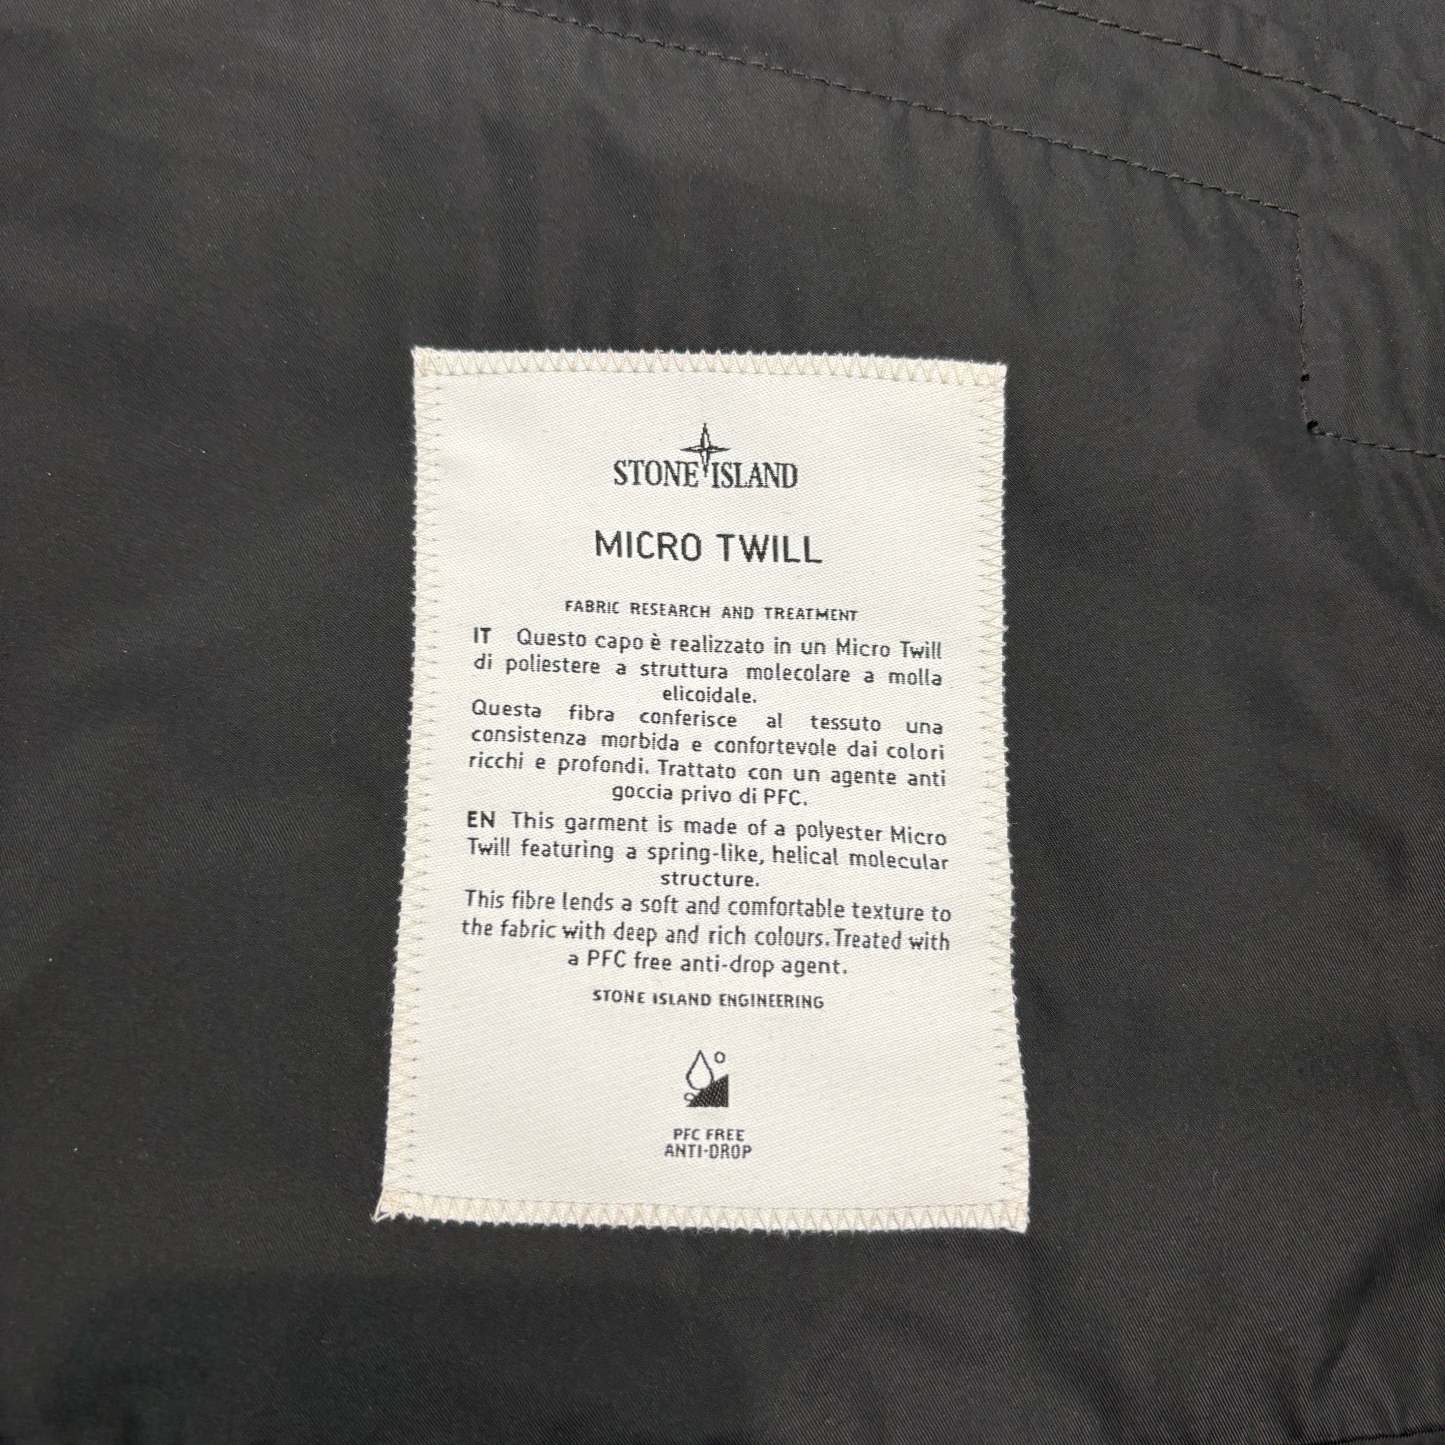 STONE ISLAND
MICRO TWILL
FABRIC RESEARCH AND TREATMENT
IT Questo capo è realizzato in un Micro Twill
di poliestere a struttura molecolare a molla
elicoidale.
Questa fibra conferisce al tessuto una
consistenza morbida e confortevole dai colori
ricchi e profondi. Trattato con un agente anti
goccia privo di PFC.
EN This garment is made of a polyester Micro
Twill featuring a spring-like, helical molecular
structure.
This fibre lends a soft and comfortable texture to
the fabric with deep and rich colours. Treated with
a PFC free anti-drop agent.
STONE ISLAND ENGINEERING
PFC FREE
ANTI-DROP